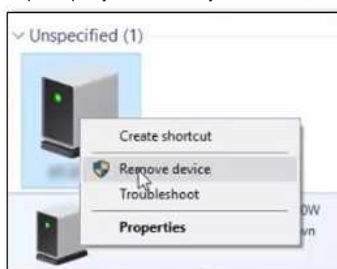 Unspecified (1)
Create shortcut
Remove device
Troubleshoot
Properties